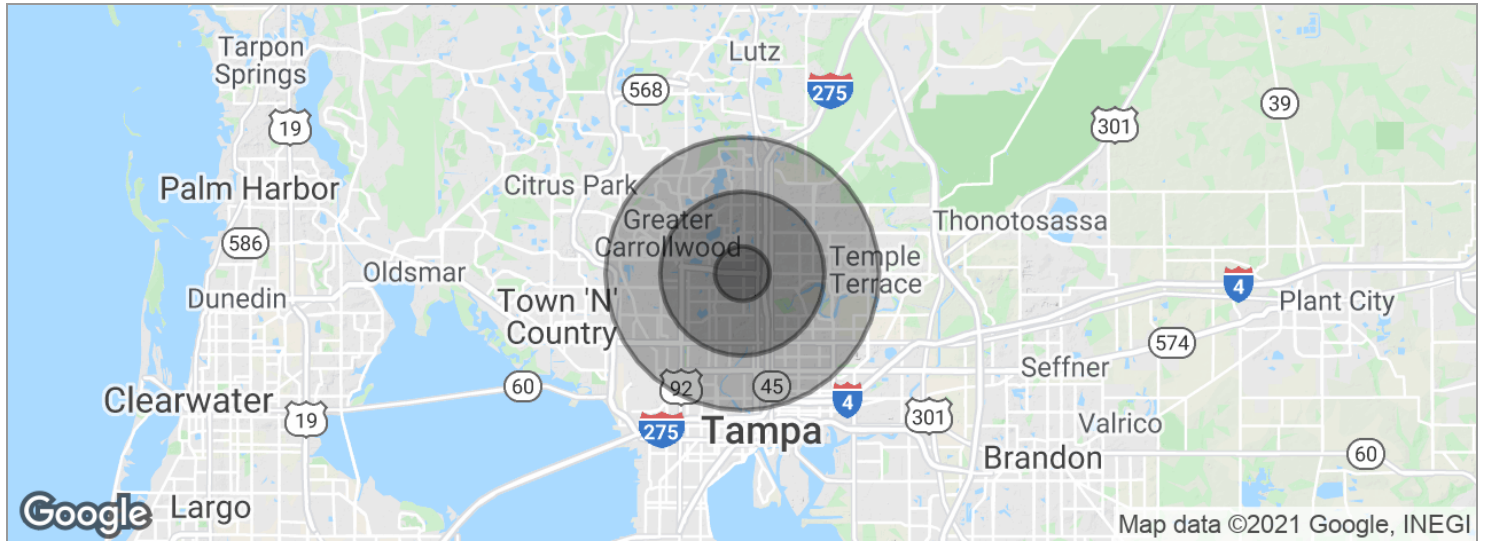 Tarpon
Springs
Lutz
568
275
39
19
301
Palm Harbor
Citrus Park
Greater
Carrollwood
Thonotosassa
586
Oldsmar
Temple
Terrace
4
Dunedin
Town 'N'
Country
Plant City
574
Seffner
60
92
45
4
Clearwater
19
301
275
Tampa
Valrico
Brandon
60
Largo
Google
Map data ©2021 Google, INEGI